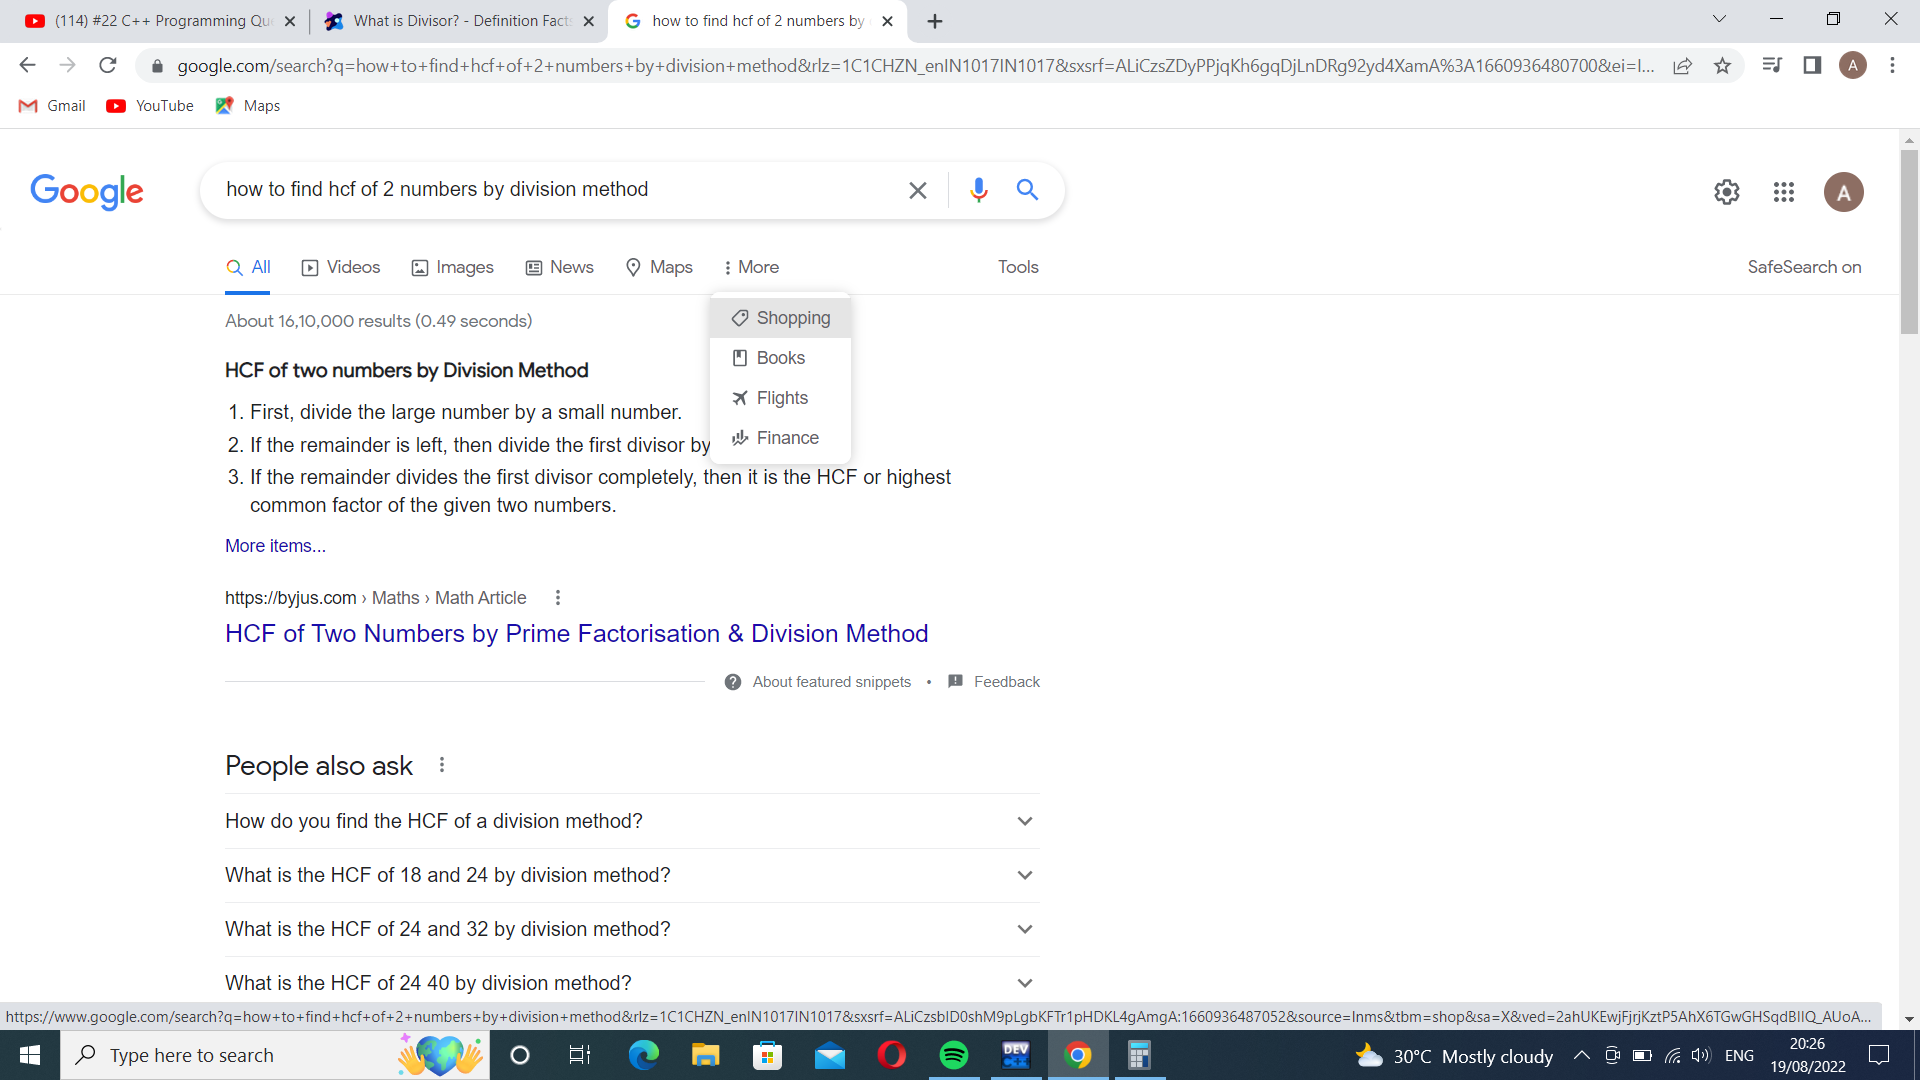 (114) #22 C++ Programming Que
What is Divisor? - Definition Facts
how to find hcf of 2 numbers by
google.com/search?q=how+to+find+hcf+of+2+numbers+by+division+method&rlz=1C1CHZN_enIN1017IN1017&sxsrf=ALiCzsZDyPPjqKh6gqDjLnDRg92yd4XamA%3A1660936480700&ei=I...
A
Gmail YouTube Maps
Google
how to find hcf of 2 numbers by division method
A
All Videos Images News Maps More Tools SafeSearch on
About 16,10,000 results (0.49 seconds)
Shopping
Books
Flights
Finance
HCF of two numbers by Division Method
1. First, divide the large number by a small number.
2. If the remainder is left, then divide the first divisor by
3. If the remainder divides the first divisor completely, then it is the HCF or highest
common factor of the given two numbers.
More items...
https://byjus.com › Maths › Math Article
HCF of Two Numbers by Prime Factorisation & Division Method
About featured snippets • Feedback
People also ask
How do you find the HCF of a division method?
What is the HCF of 18 and 24 by division method?
What is the HCF of 24 and 32 by division method?
What is the HCF of 24 40 by division method?
https://www.google.com/search?q=how+to+find+hcf+of+2+numbers+by+division+method&rlz=1C1CHZN_enIN1017IN1017&sxsrf=ALiCzsbID0shM9pLgbKFTr1pHDKL4gAmgA:1660936487052&source=lnms&tbm=shop&sa=X&ved=2ahUKEwjFjrjKztP5AhX6TGwGHSqdBIIQ_AUoA...
Type here to search
DEV
C++
30°C Mostly cloudy
ENG
20:26
19/08/2022